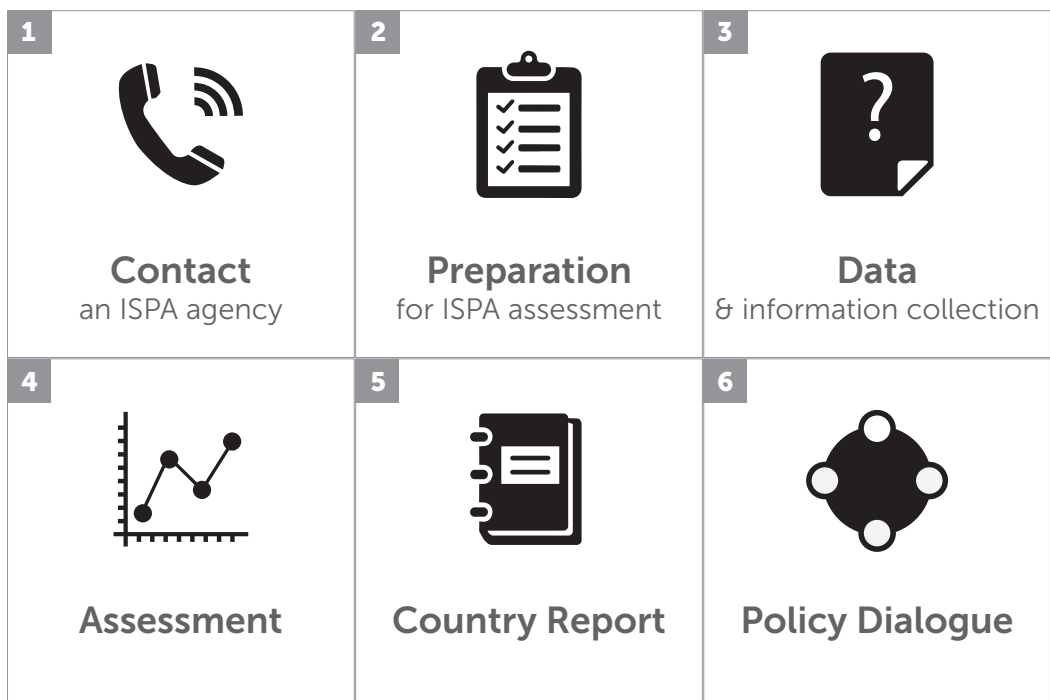 1
Contact
an ISPA agency
2
Preparation
for ISPA assessment
3
?
Data
& information collection
4
Assessment
5
Country Report
6
Policy Dialogue